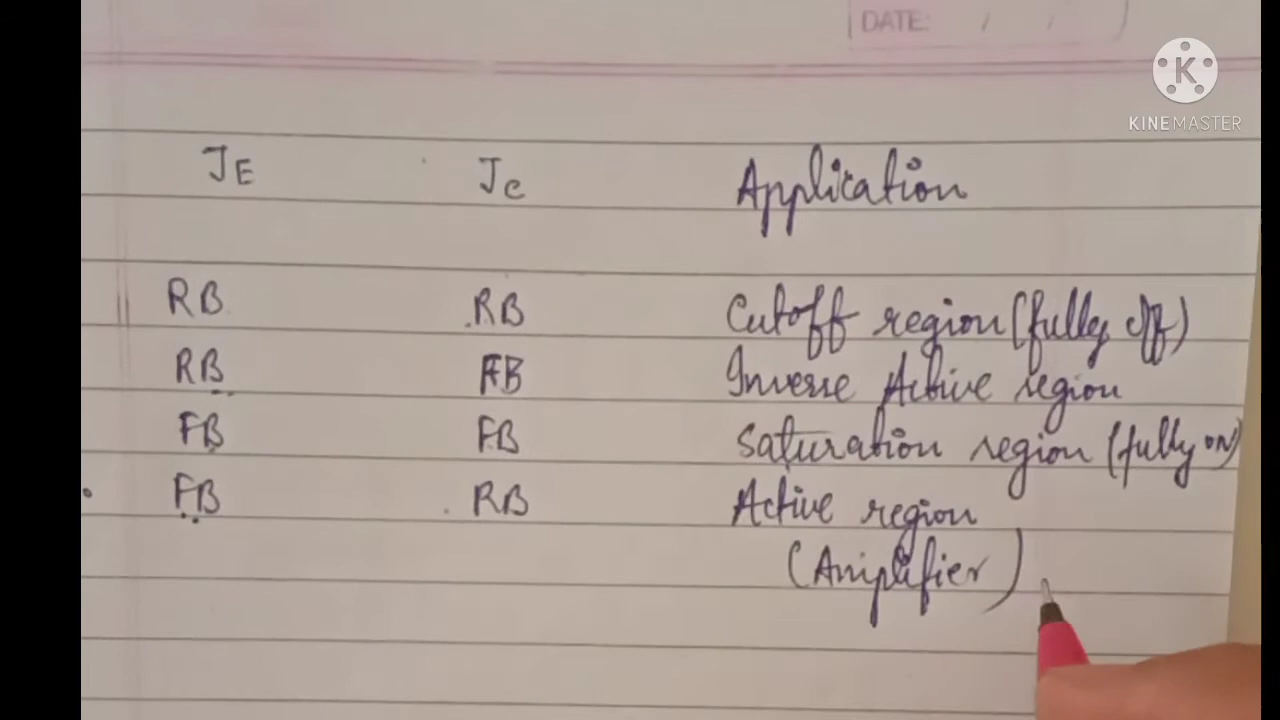 DATE: / /
KINEMASTER
JE JC Application
RB RB Cutoff region (fully off)
RB FB Inverse Active region
FB FB Saturation region (fully on)
FB RB Active region
(Amplifier)